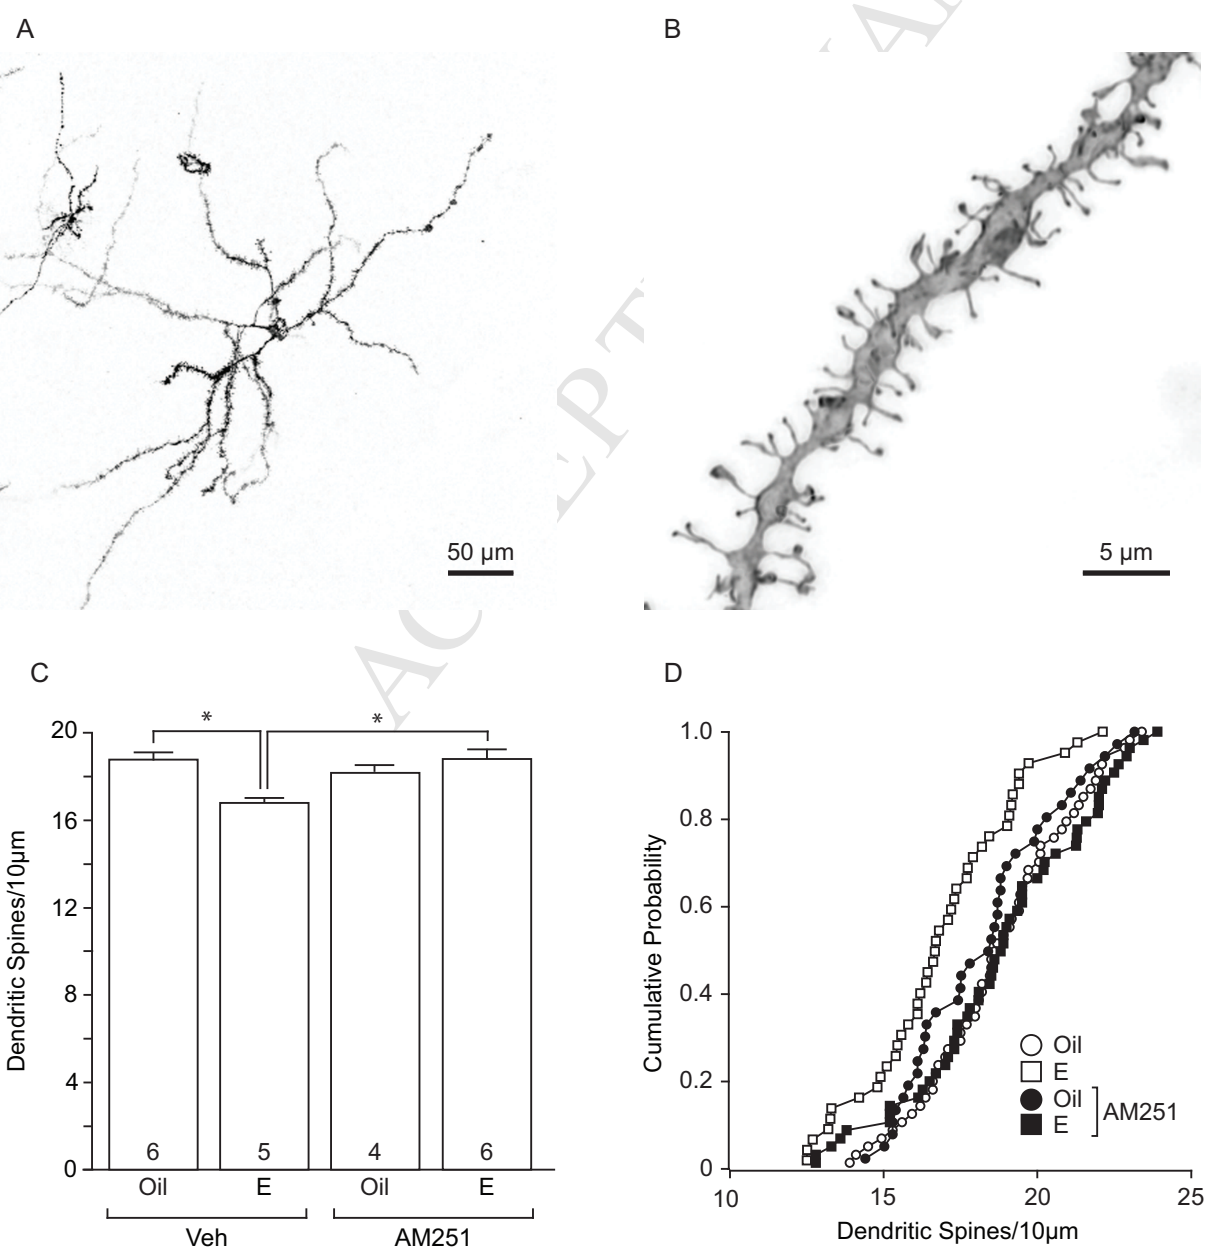 A
B
50 µm
5 µm
C
D
20
16
12
8
4
0
Dendritic Spines/10µm
*
*
6
5
4
6
Oil
E
Oil
E
Veh
AM251
1.0
0.8
0.6
0.4
0.2
0
Cumulative Probability
Oil
E
Oil
E
AM251
10
15
20
25
Dendritic Spines/10µm